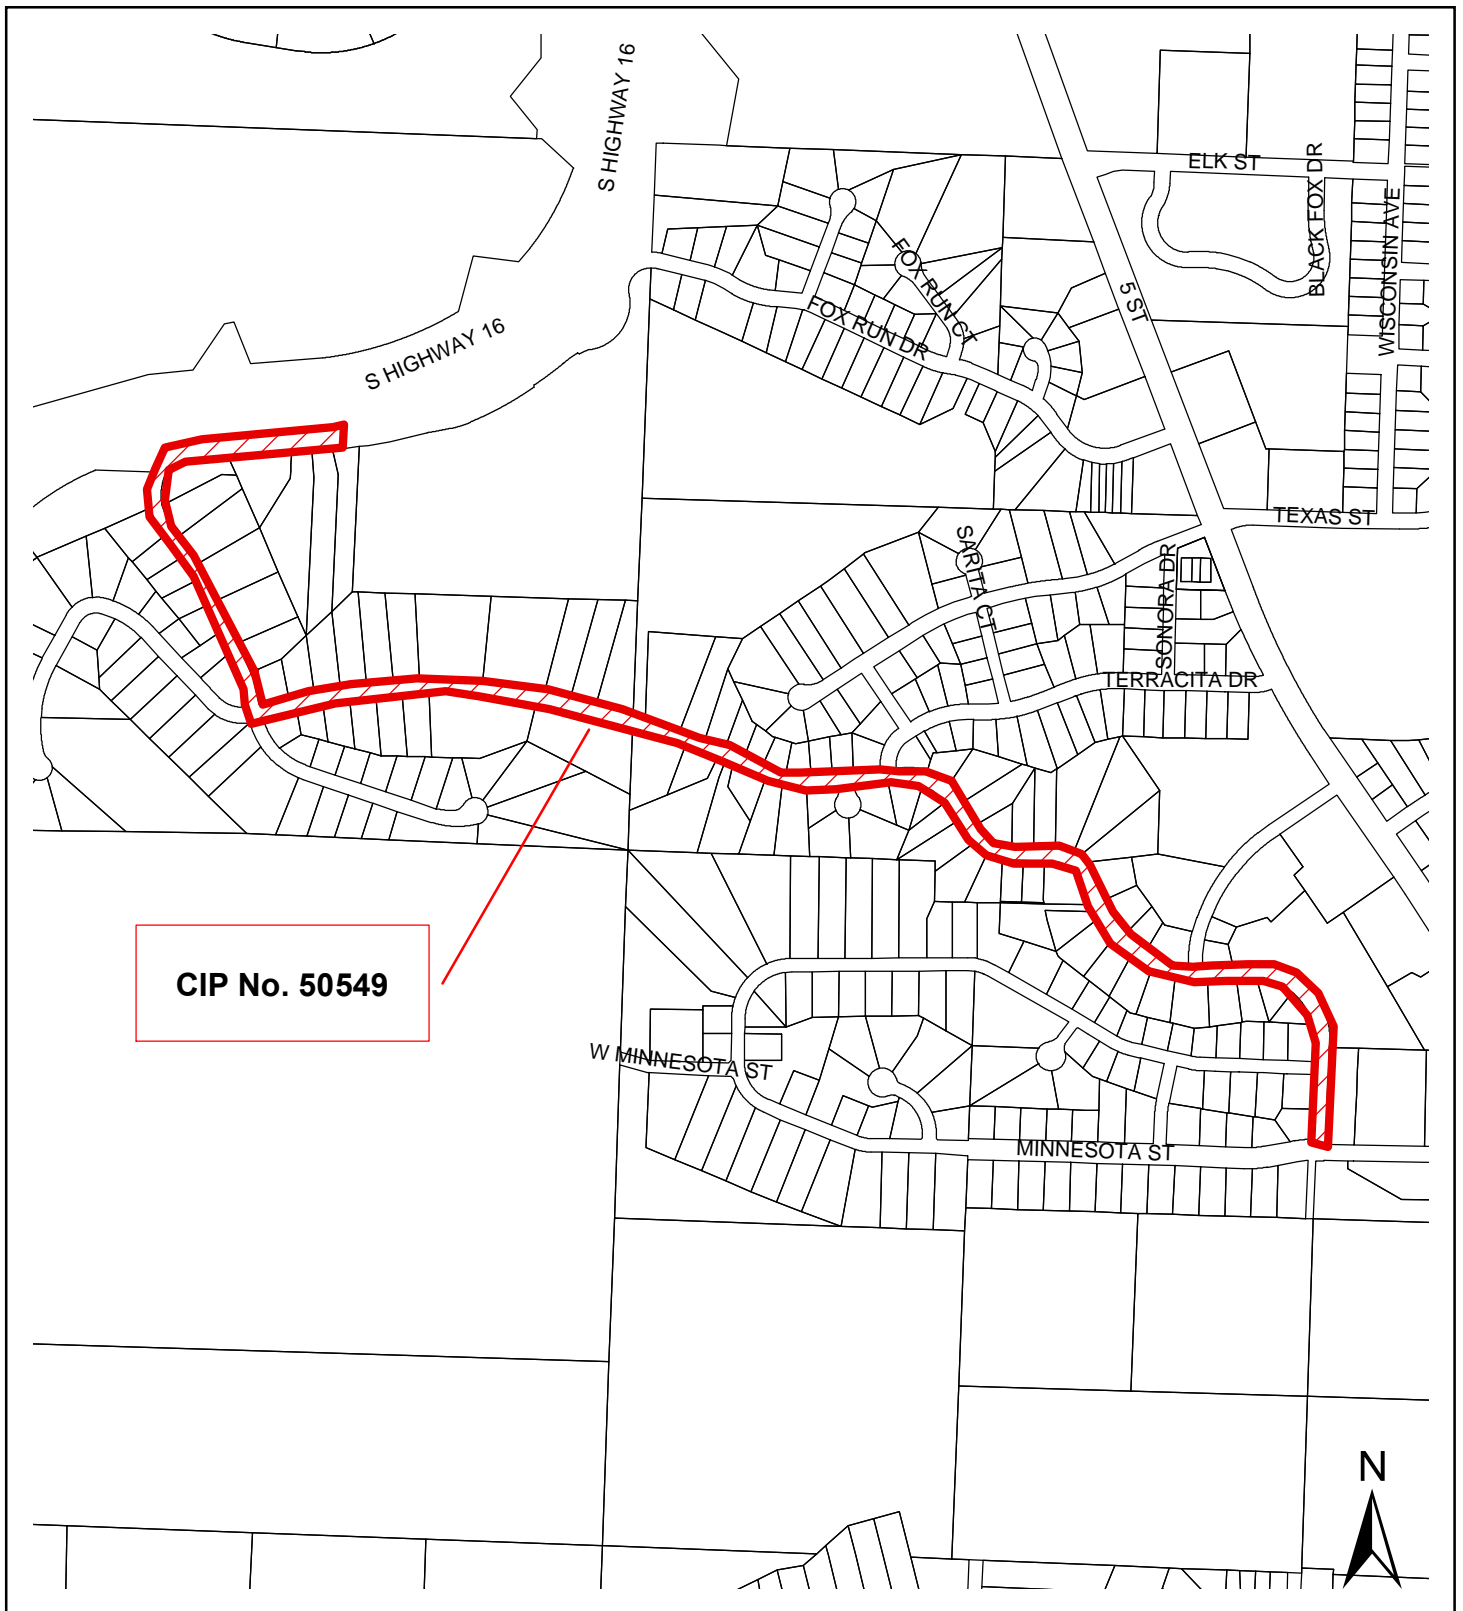 S HIGHWAY 16
ELK ST
BLACK FOX DR
WISCONSIN AVE
FOX RUN CT
5 ST
FOX RUN DR
S HIGHWAY 16
TEXAS ST
SARITA CT
SONORA DR
TERRACITA DR
CIP No. 50549
W MINNESOTA ST
MINNESOTA ST
N